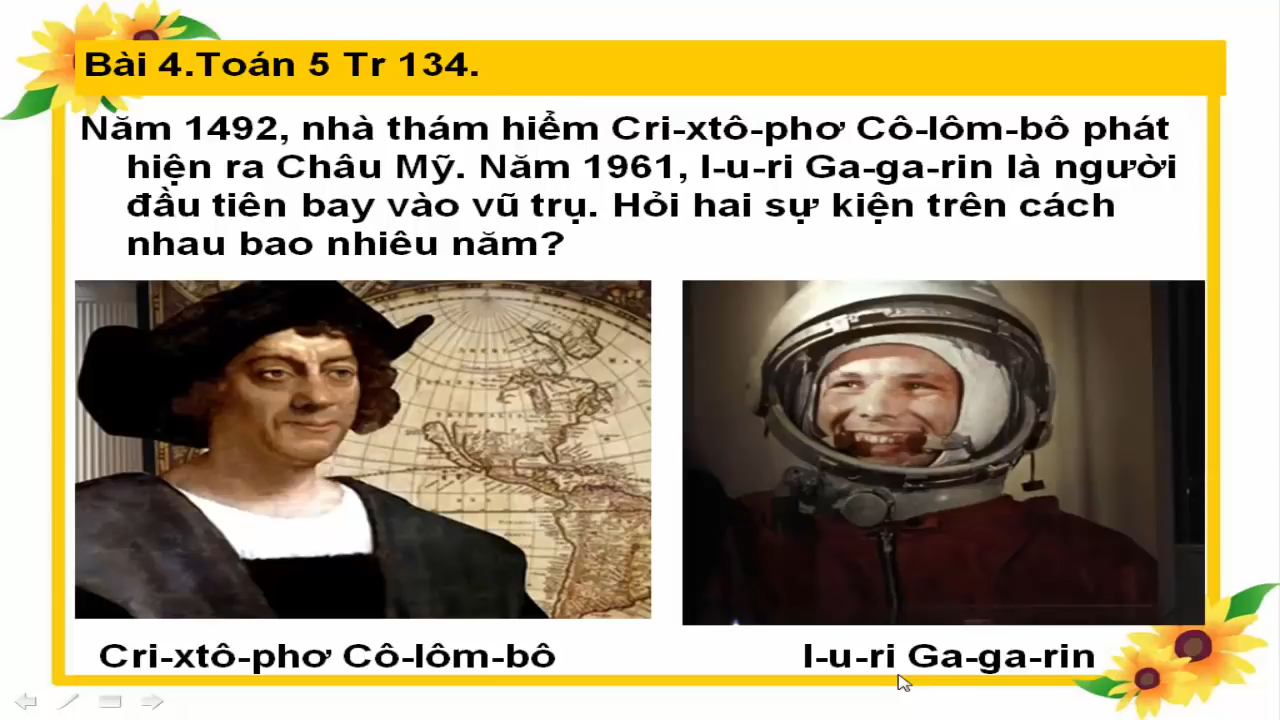 Bài 4.Toán 5 Tr 134.
Năm 1492, nhà thám hiểm Cri-xtô-phơ Cô-lôm-bô phát
hiện ra Châu Mỹ. Năm 1961, I-u-ri Ga-ga-rin là người
đầu tiên bay vào vũ trụ. Hỏi hai sự kiện trên cách
nhau bao nhiêu năm?
Cri-xtô-phơ Cô-lôm-bô
I-u-ri Ga-ga-rin